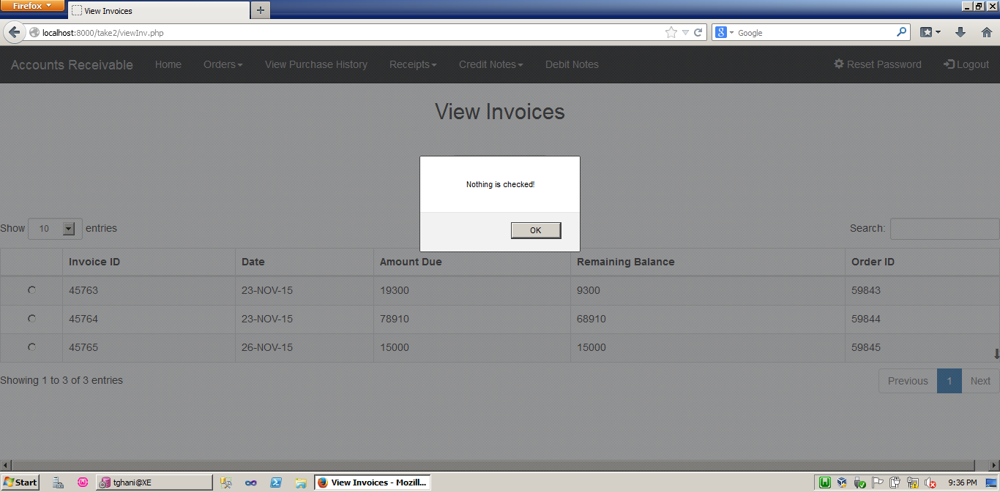 Firefox
View Invoices
localhost:8000/take2/viewInv.php
Google
Accounts Receivable Home Orders View Purchase History Receipts Credit Notes Debit Notes Reset Password Logout
View Invoices
Nothing is checked!
OK
Show 10 entries Search:
Invoice ID Date Amount Due Remaining Balance Order ID
45763 23-NOV-15 19300 9300 59843
45764 23-NOV-15 78910 68910 59844
45765 26-NOV-15 15000 15000 59845
Showing 1 to 3 of 3 entries Previous 1 Next
Start tghani@XE View Invoices - Mozill... 9:36 PM